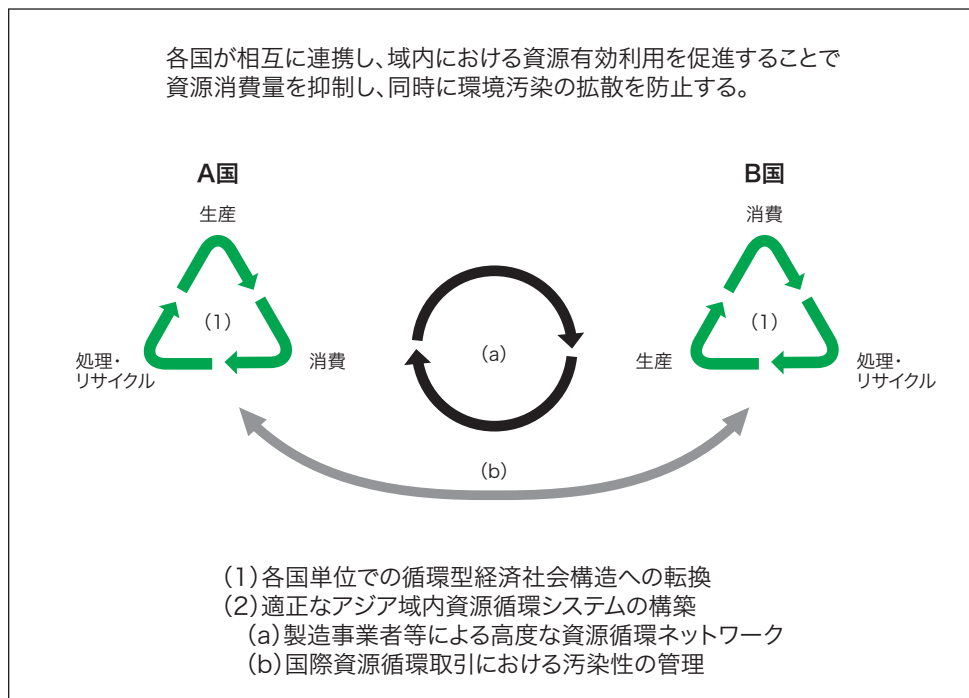 各国が相互に連携し、域内における資源有効利用を促進することで
資源消費量を抑制し、同時に環境汚染の拡散を防止する。
A国
B国
生産
消費
(1)
(a)
(1)
処理・
リサイクル
消費
生産
処理・
リサイクル
(b)
(1)各国単位での循環型経済社会構造への転換
(2)適正なアジア域内資源循環システムの構築
(a)製造事業者等による高度な資源循環ネットワーク
(b)国際資源循環取引における汚染性の管理